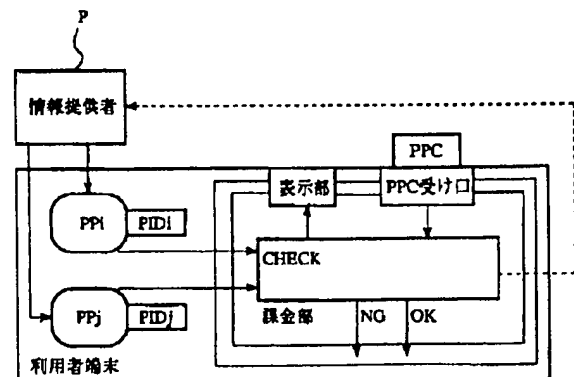 P
情報提供者
PPC
表示部
PPC受け口
PPi
PIDi
CHECK
PPj
PIDj
課金部
NG
OK
利用者端末